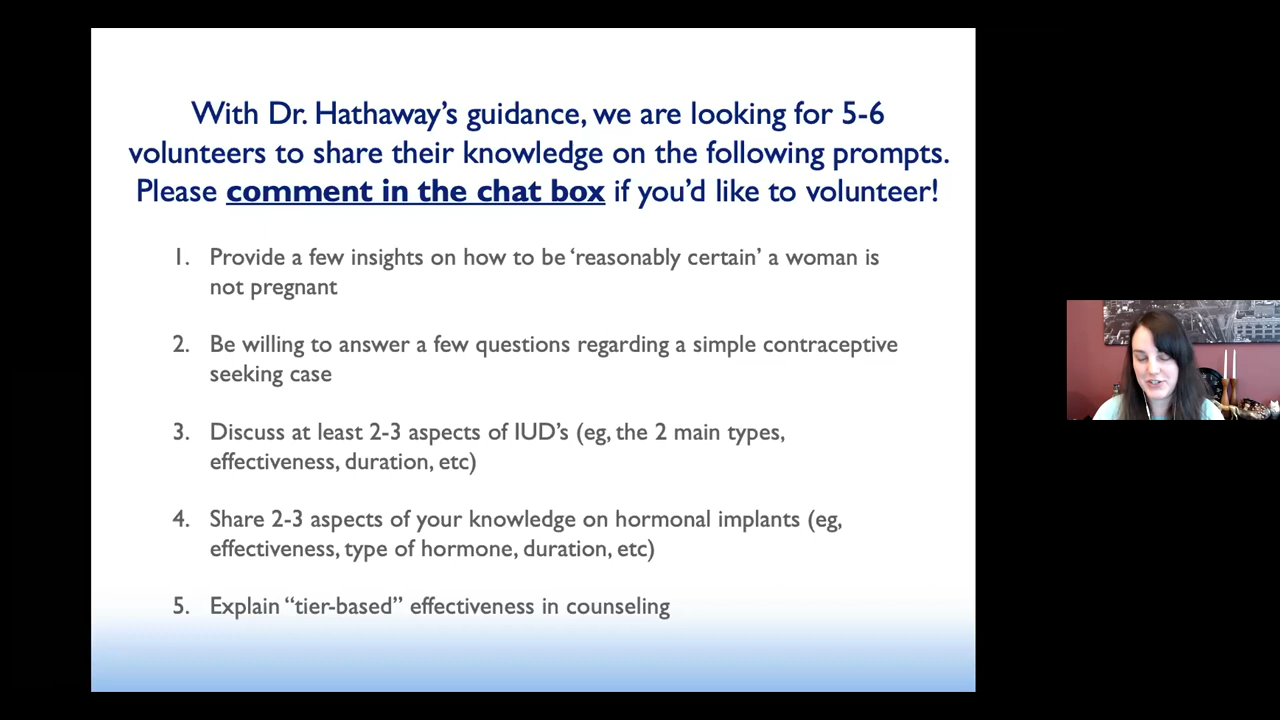 With Dr. Hathaway's guidance, we are looking for 5-6
volunteers to share their knowledge on the following prompts.
Please comment in the chat box if you'd like to volunteer!
1. Provide a few insights on how to be ‘reasonably certain’ a woman is
not pregnant
2. Be willing to answer a few questions regarding a simple contraceptive
seeking case
3. Discuss at least 2-3 aspects of IUD's (eg, the 2 main types,
effectiveness, duration, etc)
4. Share 2-3 aspects of your knowledge on hormonal implants (eg,
effectiveness, type of hormone, duration, etc)
5. Explain “tier-based” effectiveness in counseling